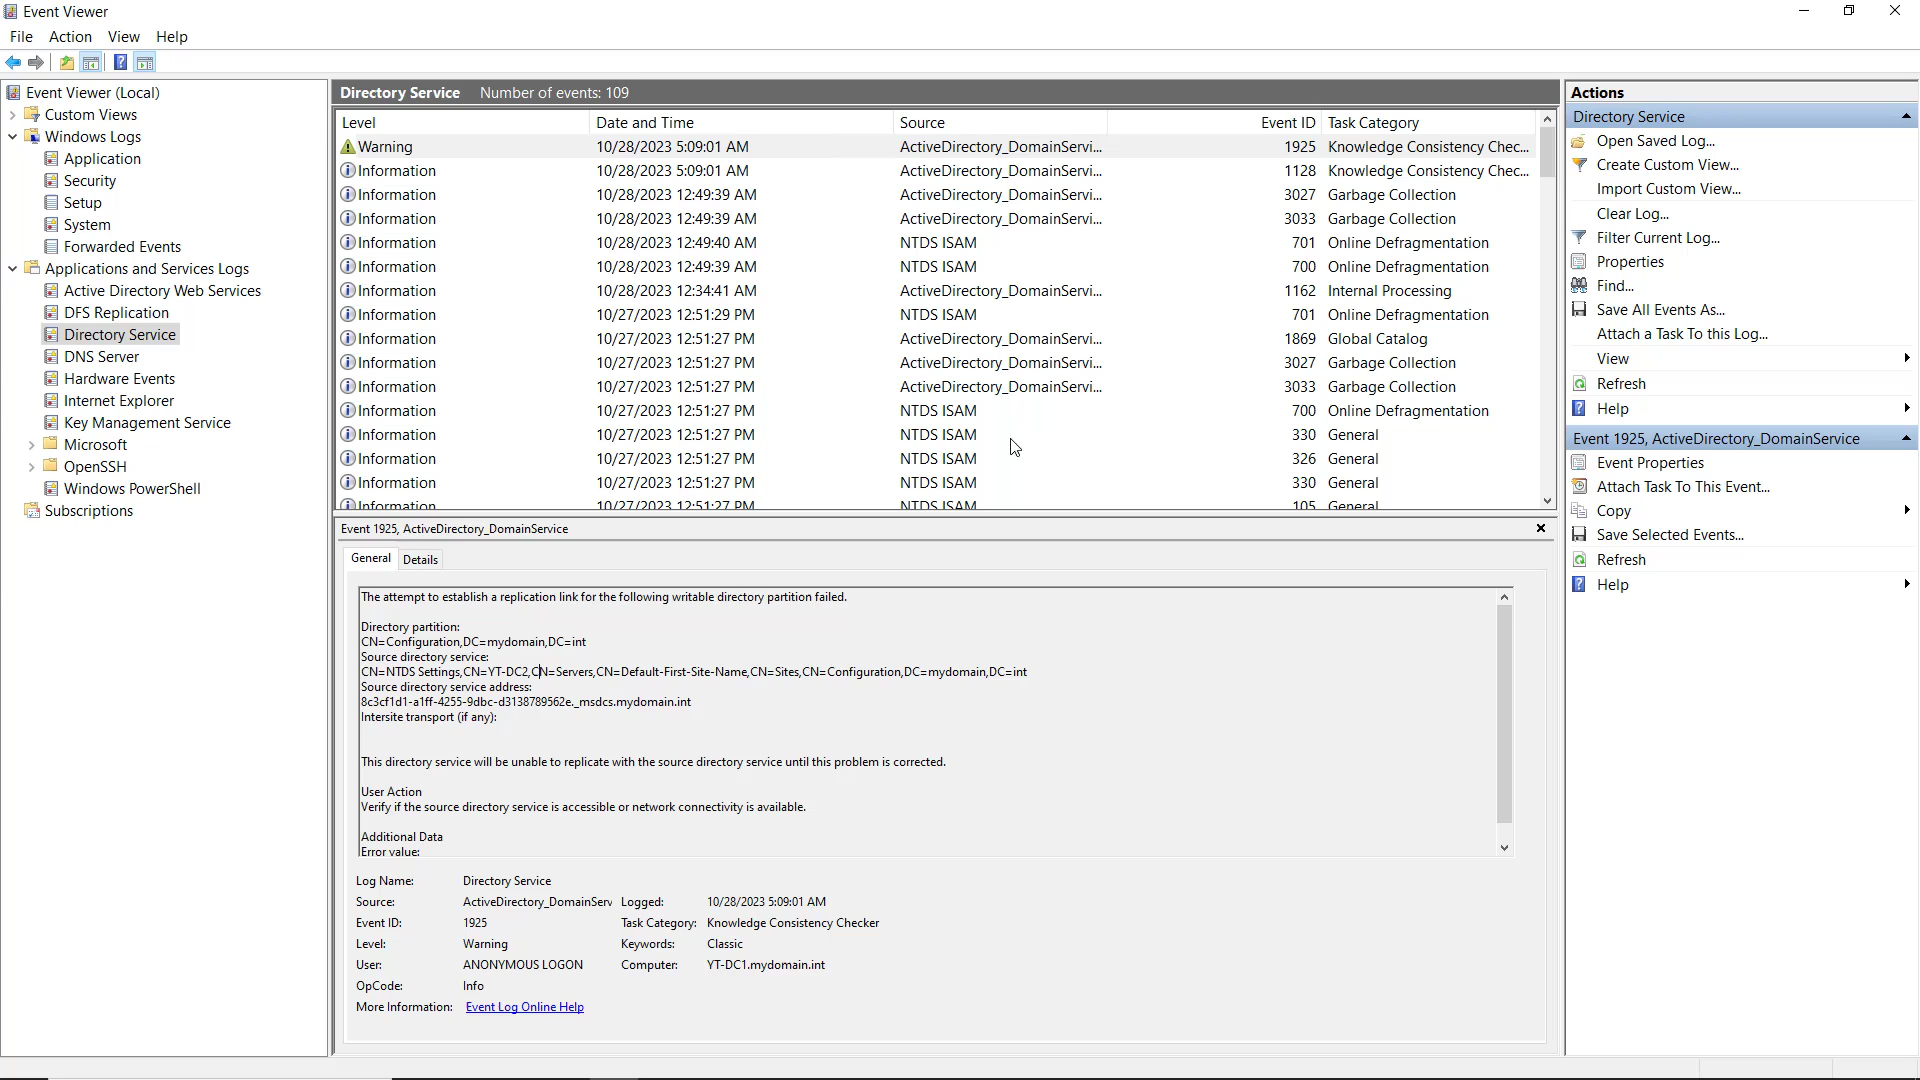 Event Viewer
File Action View Help
Event Viewer (Local)
Custom Views
Windows Logs
Application
Security
Setup
System
Forwarded Events
Applications and Services Logs
Active Directory Web Services
DFS Replication
Directory Service
DNS Server
Hardware Events
Internet Explorer
Key Management Service
Microsoft
OpenSSH
Windows PowerShell
Subscriptions
Directory Service Number of events: 109
Level Date and Time Source Event ID Task Category
Warning 10/28/2023 5:09:01 AM ActiveDirectory_DomainServi... 1925 Knowledge Consistency Chec...
Information 10/28/2023 5:09:01 AM ActiveDirectory_DomainServi... 1128 Knowledge Consistency Chec...
Information 10/28/2023 12:49:39 AM ActiveDirectory_DomainServi... 3027 Garbage Collection
Information 10/28/2023 12:49:39 AM ActiveDirectory_DomainServi... 3033 Garbage Collection
Information 10/28/2023 12:49:40 AM NTDS ISAM 701 Online Defragmentation
Information 10/28/2023 12:49:39 AM NTDS ISAM 700 Online Defragmentation
Information 10/28/2023 12:34:41 AM ActiveDirectory_DomainServi... 1162 Internal Processing
Information 10/27/2023 12:51:29 PM NTDS ISAM 701 Online Defragmentation
Information 10/27/2023 12:51:27 PM ActiveDirectory_DomainServi... 1869 Global Catalog
Information 10/27/2023 12:51:27 PM ActiveDirectory_DomainServi... 3027 Garbage Collection
Information 10/27/2023 12:51:27 PM ActiveDirectory_DomainServi... 3033 Garbage Collection
Information 10/27/2023 12:51:27 PM NTDS ISAM 700 Online Defragmentation
Information 10/27/2023 12:51:27 PM NTDS ISAM 330 General
Information 10/27/2023 12:51:27 PM NTDS ISAM 326 General
Information 10/27/2023 12:51:27 PM NTDS ISAM 330 General
Information 10/27/2023 12:51:27 PM NTDS ISAM 105 General
Event 1925, ActiveDirectory_DomainService
General Details
The attempt to establish a replication link for the following writable directory partition failed.
Directory partition:
CN=Configuration,DC=mydomain,DC=int
Source directory service:
CN=NTDS Settings,CN=YT-DC2,CN=Servers,CN=Default-First-Site-Name,CN=Sites,CN=Configuration,DC=mydomain,DC=int
Source directory service address:
8c3cf1d1-a1ff-4255-9dbc-d3138789562e._msdcs.mydomain.int
Intersite transport (if any):
This directory service will be unable to replicate with the source directory service until this problem is corrected.
User Action
Verify if the source directory service is accessible or network connectivity is available.
Additional Data
Error value:
Log Name: Directory Service
Source: ActiveDirectory_DomainServ Logged: 10/28/2023 5:09:01 AM
Event ID: 1925 Task Category: Knowledge Consistency Checker
Level: Warning Keywords: Classic
User: ANONYMOUS LOGON Computer: YT-DC1.mydomain.int
OpCode: Info
More Information: Event Log Online Help
Actions
Directory Service
Open Saved Log...
Create Custom View...
Import Custom View...
Clear Log...
Filter Current Log...
Properties
Find...
Save All Events As...
Attach a Task To this Log...
View
Refresh
Help
Event 1925, ActiveDirectory_DomainService
Event Properties
Attach Task To This Event...
Copy
Save Selected Events...
Refresh
Help